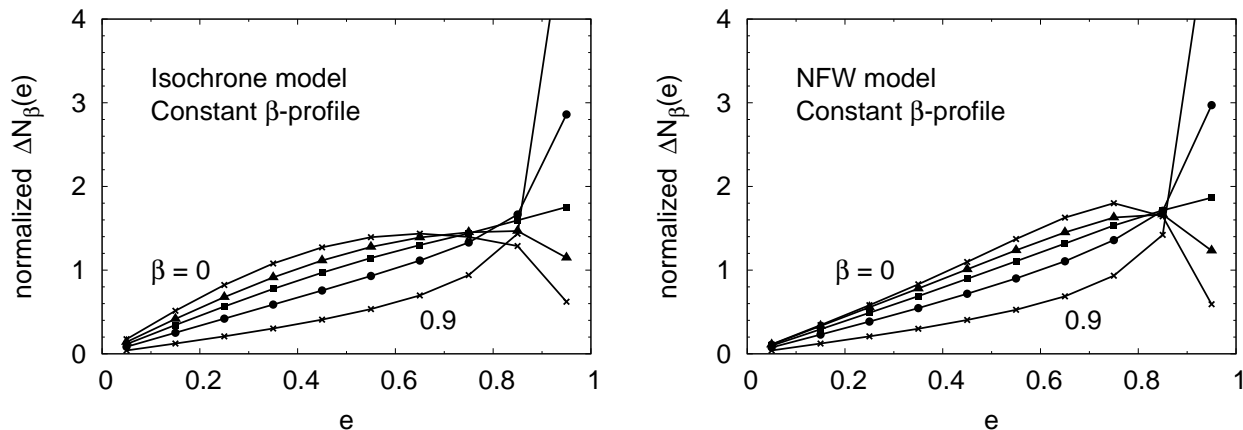 normalized ΔNβ(e)
4
3
2
1
0
Isochrone model
Constant β-profile
β = 0
0.9
0 0.2 0.4 0.6 0.8 1
e
normalized ΔNβ(e)
4
3
2
1
0
NFW model
Constant β-profile
β = 0
0.9
0 0.2 0.4 0.6 0.8 1
e